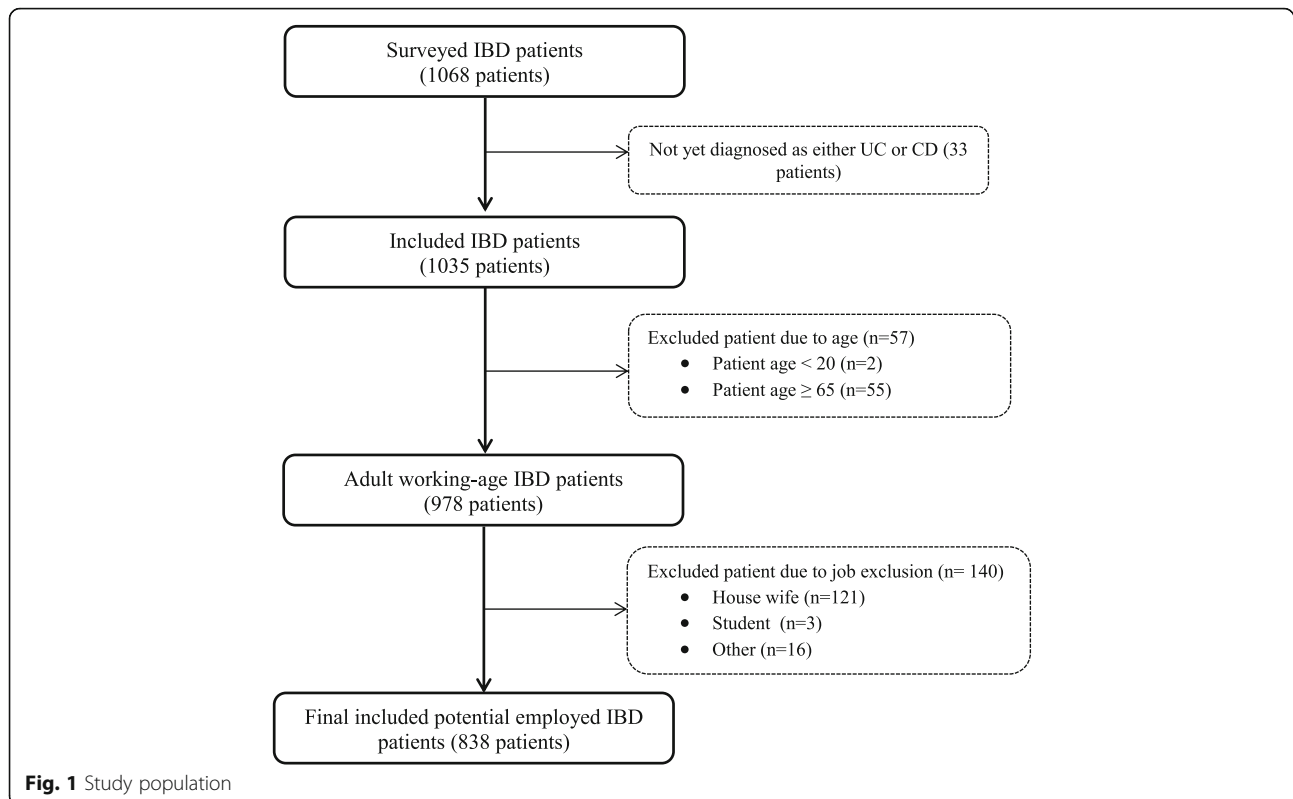 Surveyed IBD patients
(1068 patients)
Not yet diagnosed as either UC or CD (33
patients)
Included IBD patients
(1035 patients)
Excluded patient due to age (n=57)
• Patient age < 20 (n=2)
• Patient age ≥ 65 (n=55)
Adult working-age IBD patients
(978 patients)
Excluded patient due to job exclusion (n= 140)
• House wife (n=121)
• Student (n=3)
• Other (n=16)
Final included potential employed IBD
patients (838 patients)
Fig. 1 Study population